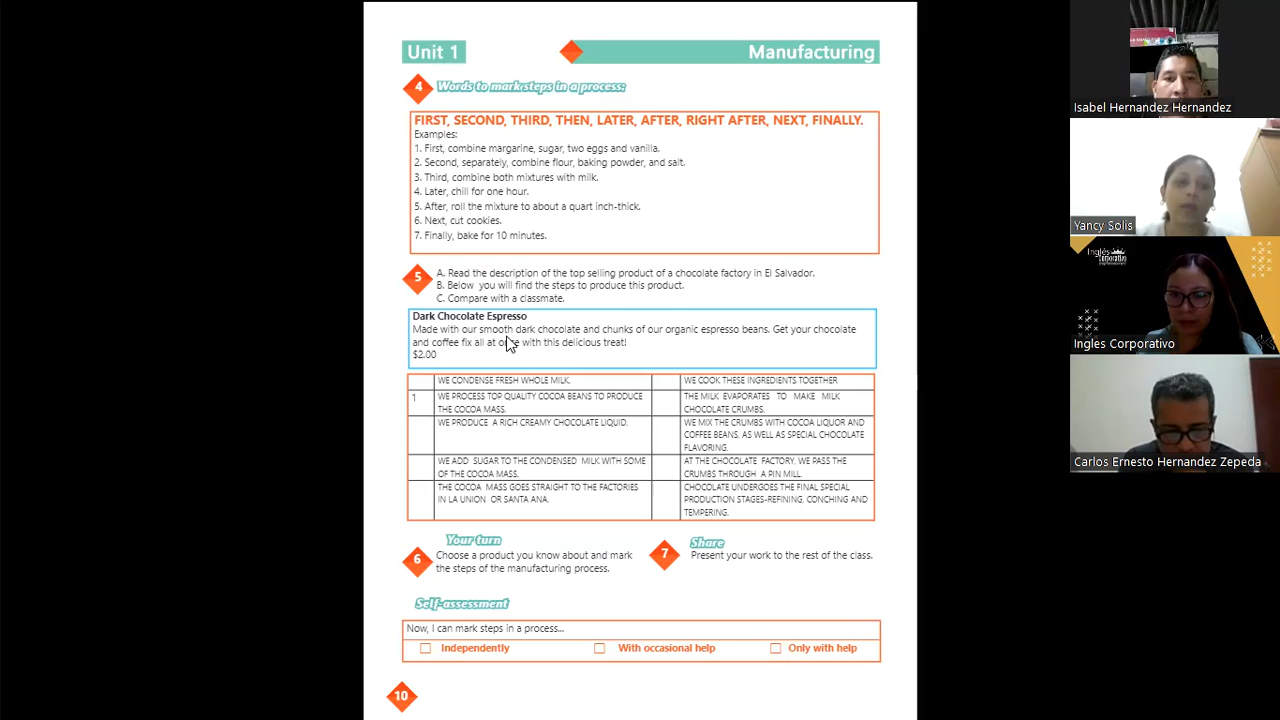 Unit 1
Manufacturing
4
Words to mark steps in a process:
FIRST, SECOND, THIRD, THEN, LATER, AFTER, RIGHT AFTER, NEXT, FINALLY.
Examples:
1. First, combine margarine, sugar, two eggs and vanilla.
2. Second, separately, combine flour, baking powder, and salt.
3. Third, combine both mixtures with milk.
4. Later, chill for one hour.
5. After, roll the mixture to about a quart inch-thick.
6. Next, cut cookies.
7. Finally, bake for 10 minutes.
5
A. Read the description of the top selling product of a chocolate factory in El Salvador.
B. Below you will find the steps to produce this product.
C. Compare with a classmate.
Dark Chocolate Espresso
Made with our smooth dark chocolate and chunks of our organic espresso beans. Get your chocolate
and coffee fix all at once with this delicious treat!
$2.00
WE CONDENSE FRESH WHOLE MILK.
WE COOK THESE INGREDIENTS TOGETHER
1
WE PROCESS TOP QUALITY COCOA BEANS TO PRODUCE
THE COCOA MASS.
THE MILK EVAPORATES TO MAKE MILK
CHOCOLATE CRUMBS.
WE PRODUCE A RICH CREAMY CHOCOLATE LIQUID.
WE MIX THE CRUMBS WITH COCOA LIQUOR AND
COFFEE BEANS, AS WELL AS SPECIAL CHOCOLATE
FLAVORING.
WE ADD SUGAR TO THE CONDENSED MILK WITH SOME
OF THE COCOA MASS.
AT THE CHOCOLATE FACTORY, WE PASS THE
CRUMBS THROUGH A PIN MILL.
THE COCOA MASS GOES STRAIGHT TO THE FACTORIES
IN LA UNION OR SANTA ANA.
CHOCOLATE UNDERGOES THE FINAL SPECIAL
PRODUCTION STAGES-REFINING, CONCHING AND
TEMPERING.
6
Your turn
Choose a product you know about and mark
the steps of the manufacturing process.
7
Share
Present your work to the rest of the class.
Self-assessment
Now, I can mark steps in a process...
Independently
With occasional help
Only with help
10
Isabel Hernandez Hernandez
Yancy Solis
Inglés
Corporativo
Ingles Corporativo
Carlos Ernesto Hernandez Zepeda